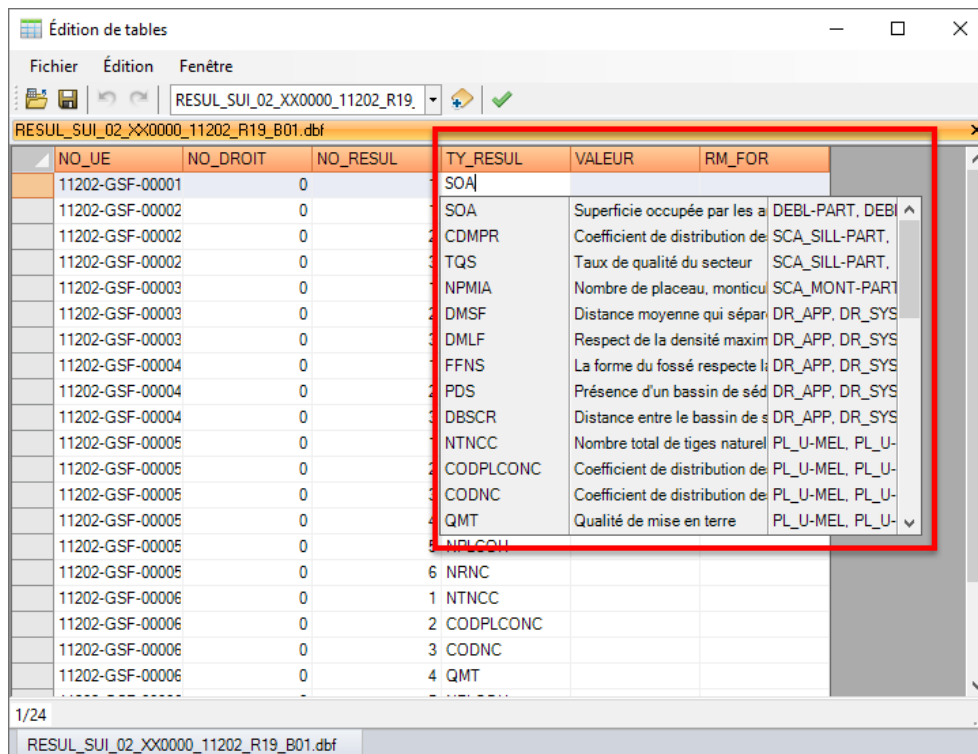 Édition de tables
Fichier Édition Fenêtre
RESUL_SUI_02_XX0000_11202_R19_
RESUL_SUI_02_XX0000_11202_R19_B01.dbf
NO_UE NO_DROIT NO_RESUL TY_RESUL VALEUR RM_FOR
11202-GSF-00001 0 SOA
11202-GSF-00002 0 SOA Superficie occupée par les a DEBL-PART, DEBI
11202-GSF-00002 0 2 CDMPR Coefficient de distribution de SCA_SILL-PART,
11202-GSF-00002 0 3 TQS Taux de qualité du secteur SCA_SILL-PART,
11202-GSF-00003 0 NPMIA Nombre de placeau, monticul SCA_MONT-PART
11202-GSF-00003 0 2 DMSF Distance moyenne qui sépar DR_APP, DR_SYS
11202-GSF-00003 0 3 DMLF Respect de la densité maxim DR_APP, DR_SYS
11202-GSF-00004 0 FFNS La forme du fossé respecte la DR_APP, DR_SYS
11202-GSF-00004 0 2 PDS Présence d'un bassin de séd DR_APP, DR_SYS
11202-GSF-00004 0 3 DBSCR Distance entre le bassin de s DR_APP, DR_SYS
11202-GSF-00005 0 NTNCC Nombre total de tiges naturel PL_U-MEL, PL_U-
11202-GSF-00005 0 2 CODPLCONC Coefficient de distribution de PL_U-MEL, PL_U-
11202-GSF-00005 0 3 CODNC Coefficient de distribution de PL_U-MEL, PL_U-
11202-GSF-00005 0 4 QMT Qualité de mise en terre PL_U-MEL, PL_U-
11202-GSF-00005 0 5
11202-GSF-00005 0 6 NRNC
11202-GSF-00006 0 1 NTNCC
11202-GSF-00006 0 2 CODPLCONC
11202-GSF-00006 0 3 CODNC
11202-GSF-00006 0 4 QMT
1/24
RESUL_SUI_02_XX0000_11202_R19_B01.dbf